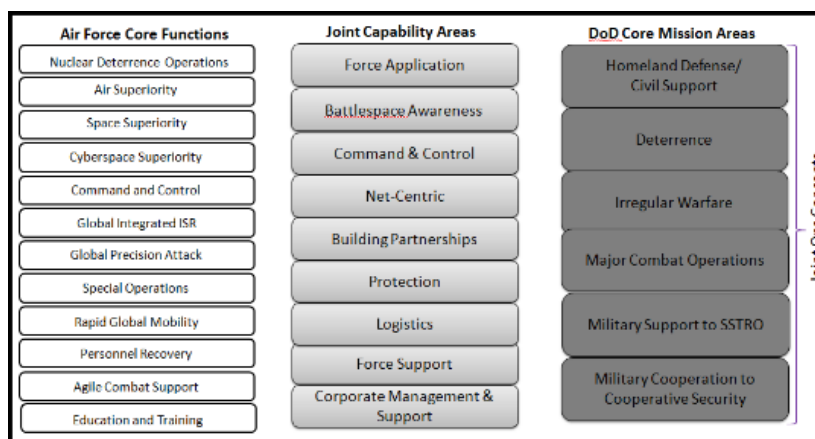 Air Force Core Functions
Nuclear Deterrence Operations
Air Superiority
Space Superiority
Cyberspace Superiority
Command and Control
Global Integrated ISR
Global Precision Attack
Special Operations
Rapid Global Mobility
Personnel Recovery
Agile Combat Support
Education and Training
Joint Capability Areas
Force Application
Battlespace Awareness
Command & Control
Net-Centric
Building Partnerships
Protection
Logistics
Force Support
Corporate Management &
Support
DoD Core Mission Areas
Homeland Defense/
Civil Support
Deterrence
Irregular Warfare
Major Combat Operations
Military Support to SSTRO
Military Cooperation to
Cooperative Security